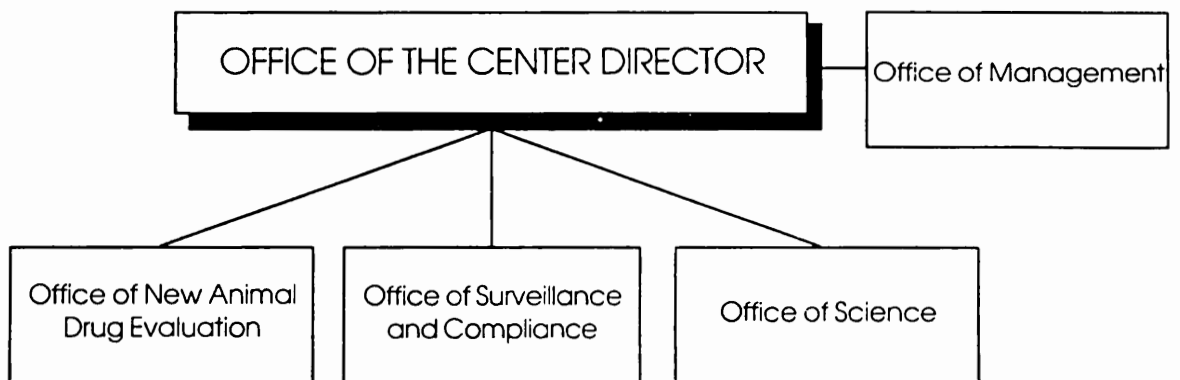 OFFICE OF THE CENTER DIRECTOR
Office of Management
Office of New Animal
Drug Evaluation
Office of Surveillance
and Compliance
Office of Science